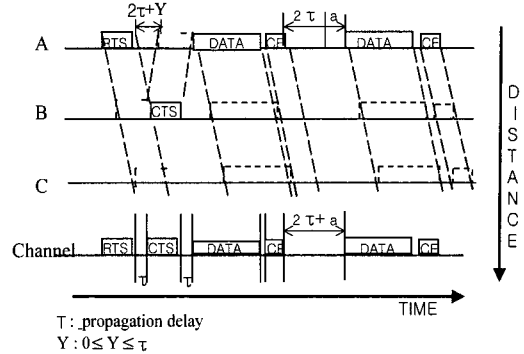 2τ+Y
2 τ a
A RTS DATA CF DATA CF
B CTS
C
2 τ+ a
Channel RTS CTS DATA CF DATA CF
τ τ
TIME
DISTANCE
T : propagation delay
Y : 0≤Y≤τ